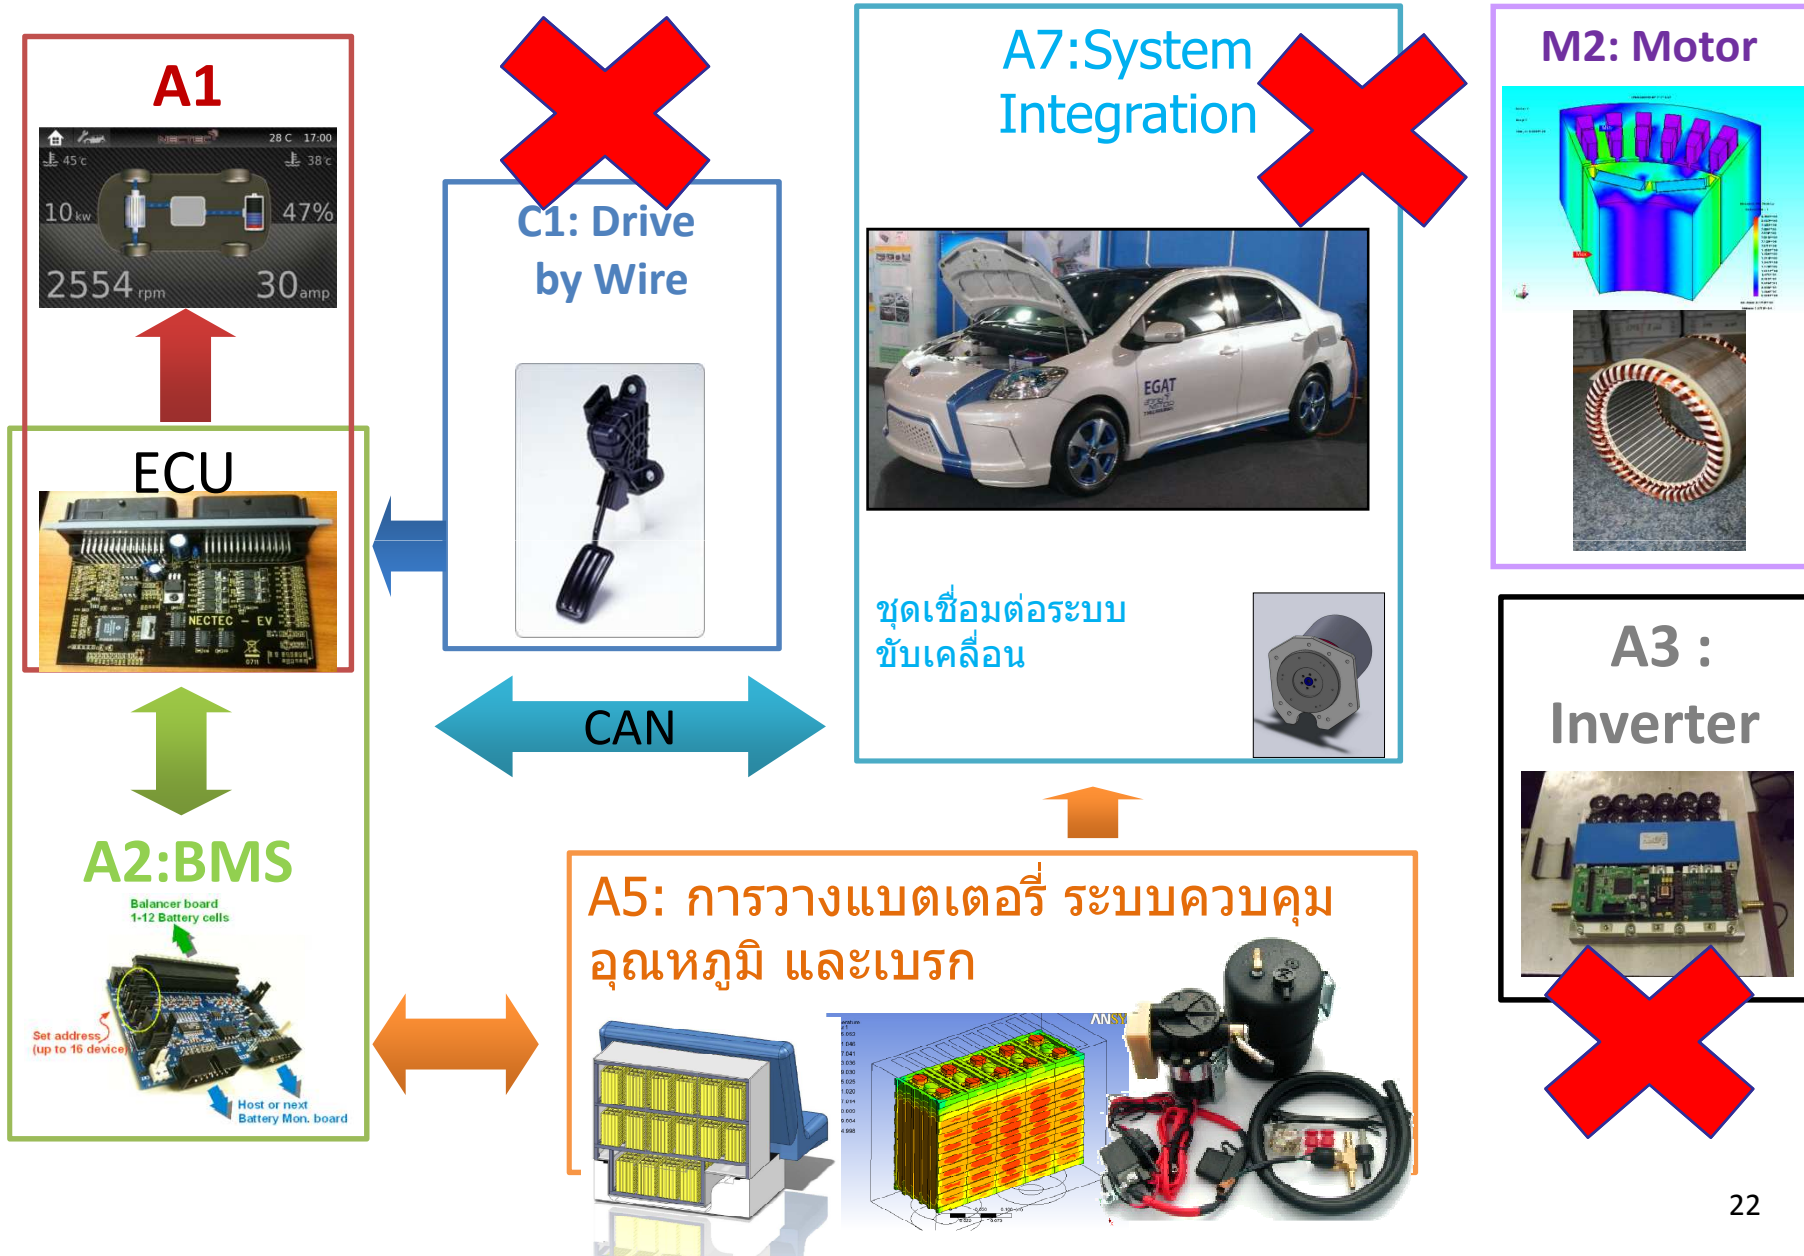 A1
NECTEC
28 C 17:00
45°c
38°c
10 kw
47%
2554 rpm
30 amp
ECU
NECTEC - EV
A2:BMS
Balancer board
1-12 Battery cells
Set address
(up to 16 device)
Host or next
Battery Mon. board
C1: Drive
by Wire
CAN
A7:System
Integration
EGAT
ชุดเชื่อมต่อระบบ
ขับเคลื่อน
A5: การวางแบตเตอรี่ ระบบควบคุม
อุณหภูมิ และเบรก
M2: Motor
A3 :
Inverter
22